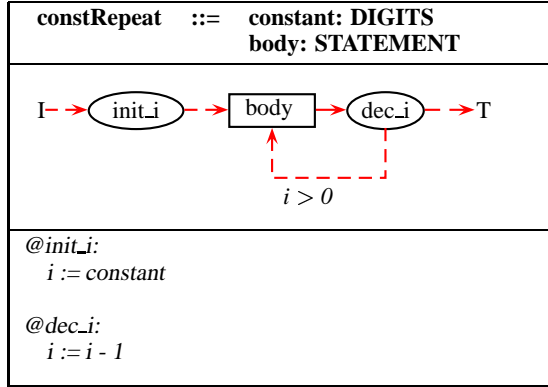 constRepeat ::= constant: DIGITS
body: STATEMENT
I init_i body dec_i T
i > 0
@init_i:
i := constant
@dec_i:
i := i - 1